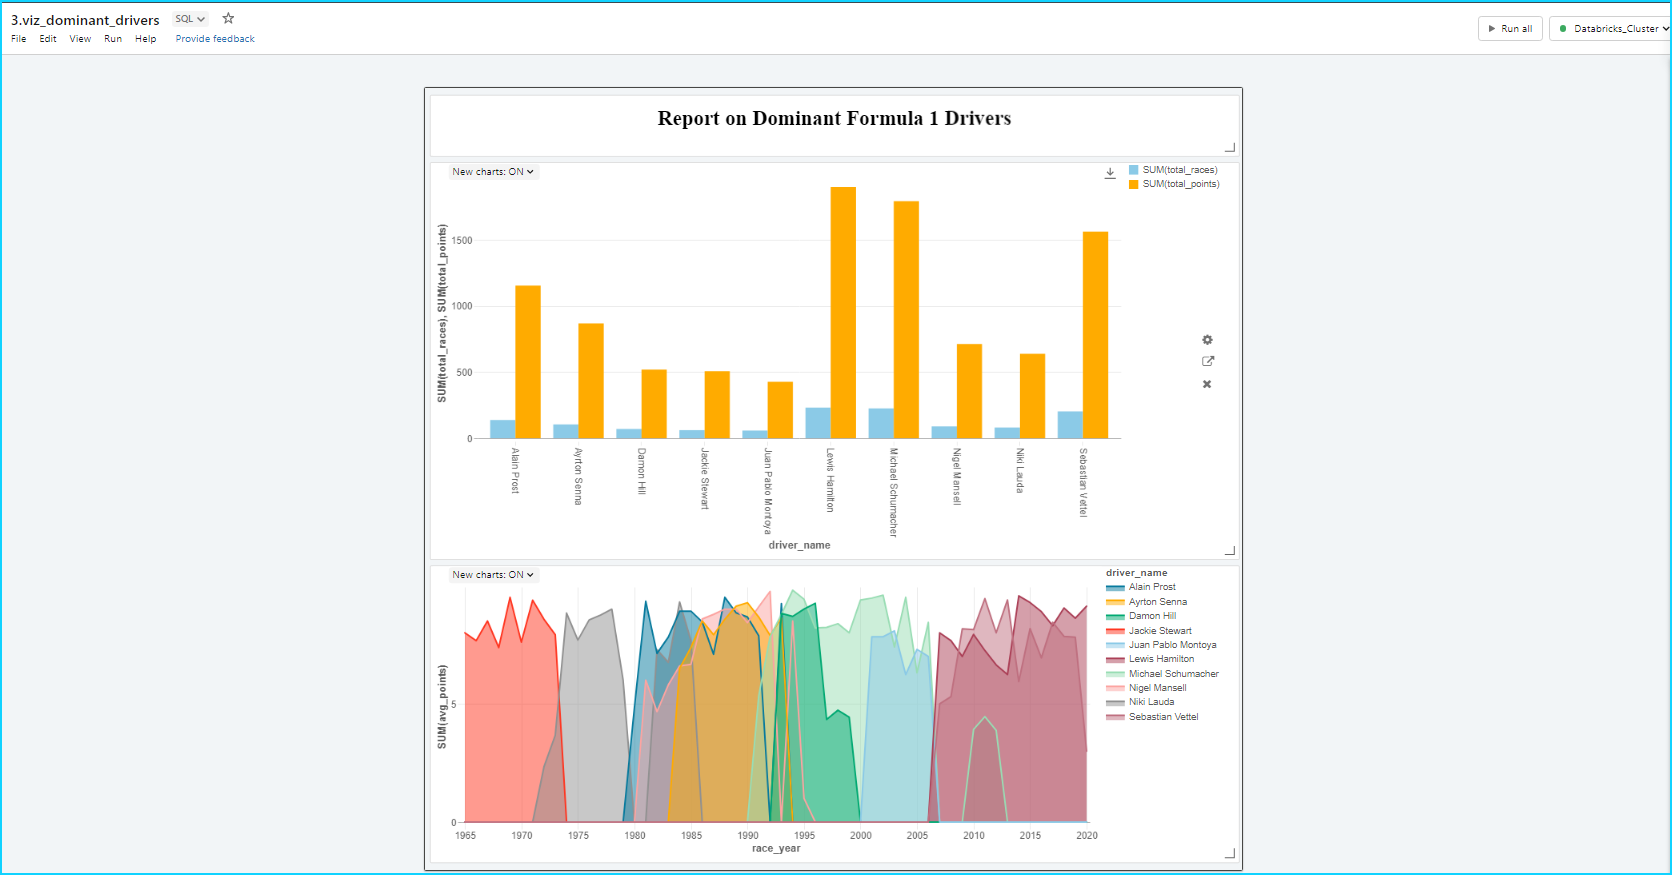 3.viz_dominant_drivers SQL
File Edit View Run Help Provide feedback
Run all
Databricks_Cluster
Report on Dominant Formula 1 Drivers
New charts: ON
SUM(total_races)
SUM(total_points)
SUM(total_races), SUM(total_points)
1500
1000
500
0
Alain Prost
Ayrton Senna
Damon Hill
Jackie Stewart
Juan Pablo Montoya
Lewis Hamilton
Michael Schumacher
Nigel Mansell
Niki Lauda
Sebastian Vettel
driver_name
New charts: ON
driver_name
Alain Prost
Ayrton Senna
Damon Hill
Jackie Stewart
Juan Pablo Montoya
Lewis Hamilton
Michael Schumacher
Nigel Mansell
Niki Lauda
Sebastian Vettel
SUM(avg_points)
5
0
1965 1970 1975 1980 1985 1990 1995 2000 2005 2010 2015 2020
race_year